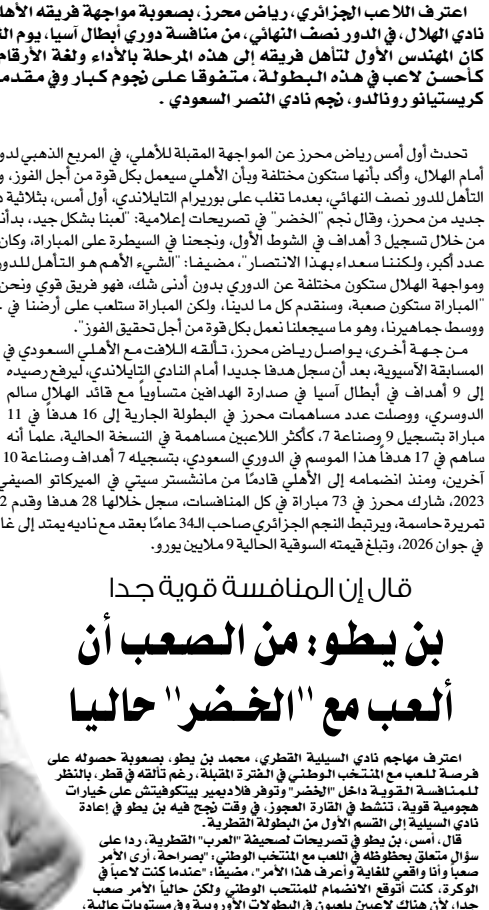 اعترف اللاعب الجزائري، رياض محرز، بصعوبة مواجهة فريقه الأهلي
نادي الهلال، في الدور نصف النهائي، من منافسة دوري أبطال آسيا، يوم
كان المهندس الأول لتأهل فريقه إلى هذه المرحلة بالأداء ولغة الأرقام
كأحسن لاعب في هذه البطولة، متفوقا على نجوم كبار وفي مقدمتهم
كريستيانو رونالدو، نجم نادي النصر السعودي .
تحدث أول أمس رياض محرز عن المواجهة المقبلة للأهلي، في المربع الذهبي
أمام الهلال، وأكد بأنها ستكون مختلفة وبأن الأهلي سيعمل بكل قوة من أجل الفوز،
التأهل للدور نصف النهائي، بعدما تغلب على بوريرام التايلاندي، أول أمس، بثلاثية
جديد من محرز، وقال نجم "الخضر" في تصريحات إعلامية: "لعبنا بشكل جيد،
من خلال تسجيل 3 أهداف في الشوط الأول، ونجحنا في السيطرة على المباراة،
عدد أكبر، ولكننا سعداء بهذا الانتصار"، مضيفا: "الشيء الأهم هو التأهل
ومواجهة الهلال ستكون مختلفة عن الدوري بدون أدنى شك، فهو فريق قوي ونحن
"المباراة ستكون صعبة، وسنقدم كل ما لدينا، ولكن المباراة ستلعب على أرضنا في
ووسط جماهيرنا، وهو ما سيجعلنا نعمل بكل قوة من أجل تحقيق الفوز".
من جهة أخرى، يواصل رياض محرز، تألقه اللافت مع الأهلي السعودي في
المسابقة الآسيوية، بعد أن سجل هدفا جديدا أمام النادي التايلاندي، ليرفع رصيده
إلى 9 أهداف في أبطال آسيا في صدارة الهدافين متساوياً مع قائد الهلال سالم
الدوسري، ووصلت عدد مساهمات محرز في البطولة الجارية إلى 16 هدفاً في 11
مباراة بتسجيل 9 وصناعة 7، كأكثر اللاعبين مساهمة في النسخة الحالية، علما أنه
ساهم في 17 هدفاً هذا الموسم في الدوري السعودي، بتسجيله 7 أهداف وصناعة 10
آخرين، ومنذ انضمامه إلى الأهلي قادمًا من مانشستر سيتي في الميركاتو الصيفي
2023، شارك محرز في 73 مباراة في كل المنافسات، سجل خلالها 28 هدفا وقدم
تمريرة حاسمة، ويرتبط النجم الجزائري صاحب الـ34 عامًا بعقد مع ناديه يمتد إلى
في جوان 2026، وتبلغ قيمته السوقية الحالية 9 ملايين يورو.
قال إن المنافسة قوية جدا
بن يطو: من الصعب أن
ألعب مع "الخضر" حاليا
اعترف مهاجم نادي السيلية القطري، محمد بن يطو، بصعوبة حصوله على
فرصة للعب مع المنتخب الوطني في الفترة المقبلة، رغم تألقه في قطر، بالنظر
للمنافسة القوية داخل "الخضر" وتوفر فلاديمير بيتكوفيتش على خيارات
هجومية قوية، تنشط في القارة العجوز، في وقت نجح فيه بن يطو في إعادة
نادي السيلية إلى القسم الأول من البطولة القطرية.
قال، أمس، بن يطو في تصريحات لصحيفة "العرب" القطرية، ردا على
سؤال متعلق بحظوظه في اللعب مع المنتخب الوطني: "بصراحة، أرى الأمر
صعباً وأنا واقعي للغاية وأعرف هذا الأمر"، مضيفا: "عندما كنت لاعباً في
الوكرة، كنت أتوقع الانضمام للمنتخب الوطني ولكن حالياً الأمر صعب
جدا، لأن هناك لاعبين يلعبون في البطولات الأوروبية وفي مستويات عالية،